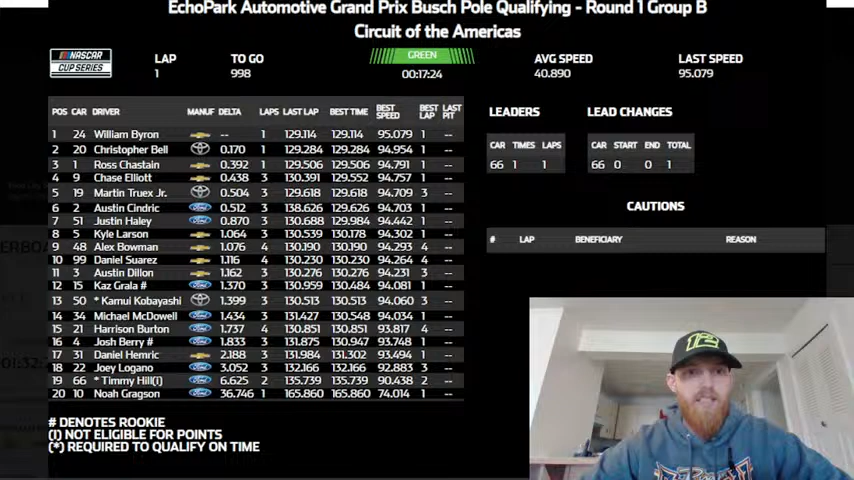 EchoPark Automotive Grand Prix Busch Pole Qualifying - Round 1 Group B
Circuit of the Americas
NASCAR
CUP SERIES
LAP TO GO GREEN AVG SPEED LAST SPEED
1 998 00:17:24 40.890 95.079
POS CAR DRIVER MANUF DELTA LAPS LAST LAP BEST TIME BEST SPEED BEST LAP LAST PIT
1 24 William Byron -- 1 129.114 129.114 95.079 1 --
2 20 Christopher Bell 0.170 1 129.284 129.284 94.954 1 --
3 1 Ross Chastain 0.392 1 129.506 129.506 94.791 1 --
4 9 Chase Elliott 0.438 3 130.391 129.552 94.757 1 --
5 19 Martin Truex Jr. 0.504 3 129.618 129.618 94.709 3 --
6 2 Austin Cindric 0.512 3 138.626 129.626 94.703 1 --
7 51 Justin Haley 0.870 3 130.688 129.984 94.442 1 --
8 5 Kyle Larson 1.064 3 130.539 130.178 94.302 1 --
9 48 Alex Bowman 1.076 4 130.190 130.190 94.293 4 --
10 99 Daniel Suarez 1.116 4 130.230 130.230 94.264 4 --
11 3 Austin Dillon 1.162 3 130.276 130.276 94.231 3 --
12 15 Kaz Grala # 1.370 3 130.959 130.484 94.081 1 --
13 50 * Kamui Kobayashi 1.399 3 130.513 130.513 94.060 3 --
14 34 Michael McDowell 1.434 3 131.427 130.548 94.034 1 --
15 21 Harrison Burton 1.737 4 130.851 130.851 93.817 4 --
16 4 Josh Berry # 1.833 3 131.875 130.947 93.748 1 --
17 31 Daniel Hemric 2.188 3 131.984 131.302 93.494 1 --
18 22 Joey Logano 3.052 3 132.166 132.166 92.883 3 --
19 66 * Timmy Hill(i) 6.625 2 135.739 135.739 90.438 2 --
20 10 Noah Gragson 36.746 1 165.860 165.860 74.014 1 --
# DENOTES ROOKIE
(I) NOT ELIGIBLE FOR POINTS
(*) REQUIRED TO QUALIFY ON TIME
LEADERS LEAD CHANGES
CAR TIMES LAPS CAR START END TOTAL
66 1 1 66 0 0 1
CAUTIONS
# LAP BENEFICIARY REASON
12